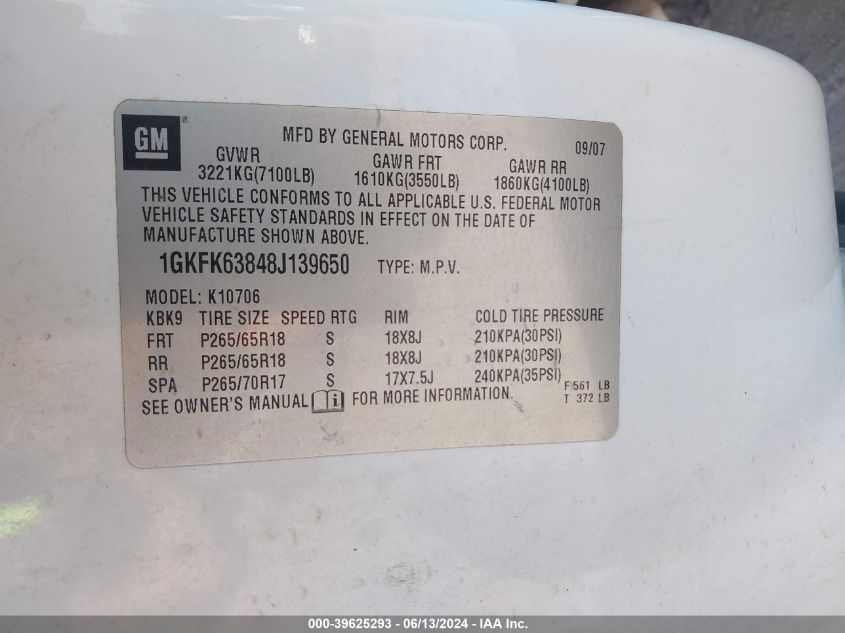 GM ®
MFD BY GENERAL MOTORS CORP. 09/07
GVWR GAWR FRT GAWR RR
3221KG(7100LB) 1610KG(3550LB) 1860KG(4100LB)
THIS VEHICLE CONFORMS TO ALL APPLICABLE U.S. FEDERAL MOTOR
VEHICLE SAFETY STANDARDS IN EFFECT ON THE DATE OF
MANUFACTURE SHOWN ABOVE.
1GKFK63848J139650 TYPE: M.P.V.
MODEL: K10706
KBK9 TIRE SIZE SPEED RTG RIM COLD TIRE PRESSURE
FRT P265/65R18 S 18X8J 210KPA(30PSI)
RR P265/65R18 S 18X8J 210KPA(30PSI)
SPA P265/70R17 S 17X7.5J 240KPA(35PSI)
F 561 LB
SEE OWNER'S MANUAL i FOR MORE INFORMATION. T 372 LB
000-39625293 - 06/13/2024 - IAA Inc.